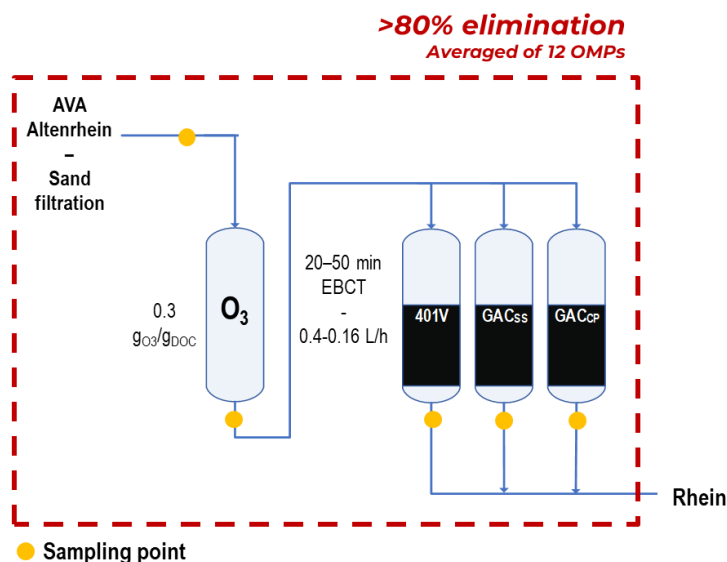 >80% elimination
Averaged of 12 OMPs
AVA
Altenrhein
–
Sand
filtration
0.3
gO3/gDOC
O3
20–50 min
EBCT
-
0.4-0.16 L/h
401V
GACSS
GACCP
Rhein
Sampling point